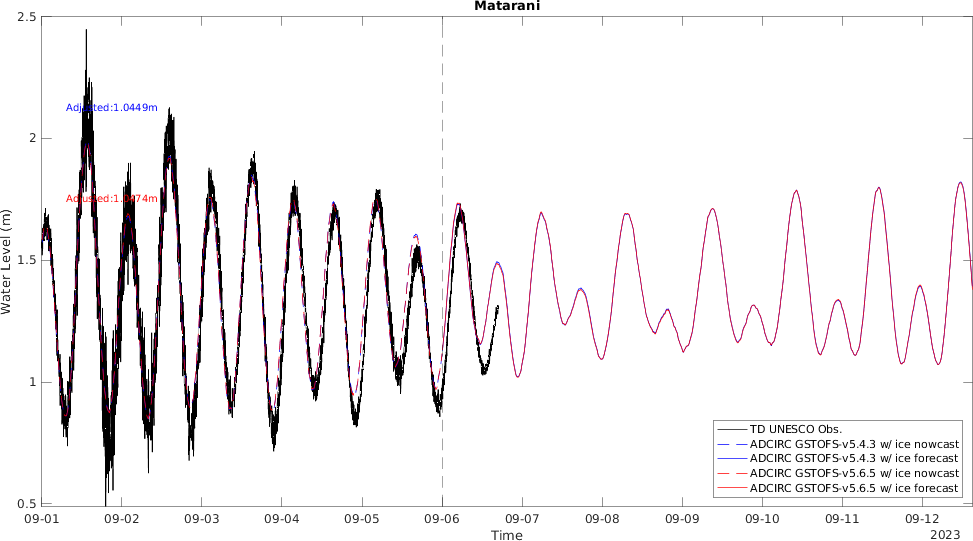 Matarani
2.5
2
1.5
1
0.5
Water Level (m)
Adjusted:1.0449m
Adjusted:1.0474m
TD UNESCO Obs.
ADCIRC GSTOFS-v5.4.3 w/ ice nowcast
ADCIRC GSTOFS-v5.4.3 w/ ice forecast
ADCIRC GSTOFS-v5.6.5 w/ ice nowcast
ADCIRC GSTOFS-v5.6.5 w/ ice forecast
09-01 09-02 09-03 09-04 09-05 09-06 09-07 09-08 09-09 09-10 09-11 09-12
Time 2023